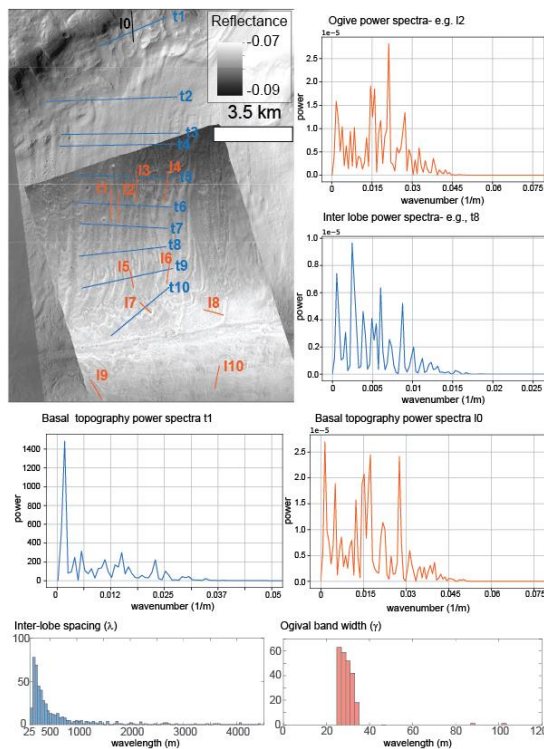 l0
t1
Reflectance
-0.07
-0.09
3.5 km
t2
t3
t4
l3
l4
t5
l1
l2
t6
t7
t8
l5
l6
t9
t10
l7
l8
l9
l10
Ogive power spectra- e.g. l2
1e-5
power
2.5
2.0
1.5
1.0
0.5
0.0
0 0.015 0.03 0.045 0.06 0.075
wavenumber (1/m)
Inter lobe power spectra- e.g., t8
1e-5
power
1.0
0.8
0.6
0.4
0.2
0.0
0 0.005 0.01 0.015 0.02 0.025
wavenumber (1/m)
Basal topography power spectra t1
power
1400
1200
1000
800
600
400
200
0
0 0.012 0.025 0.037 0.05
wavenumber (1/m)
Basal topography power spectra l0
1e-5
power
2.5
2.0
1.5
1.0
0.5
0.0
0 0.015 0.03 0.045 0.06 0.075
wavenumber (1/m)
Inter-lobe spacing (λ)
100
50
0
25 500 1000 2000 3000 4000
wavelength (m)
Ogival band width (γ)
60
40
20
0
0 20 40 60 80 100 120
wavelength (m)